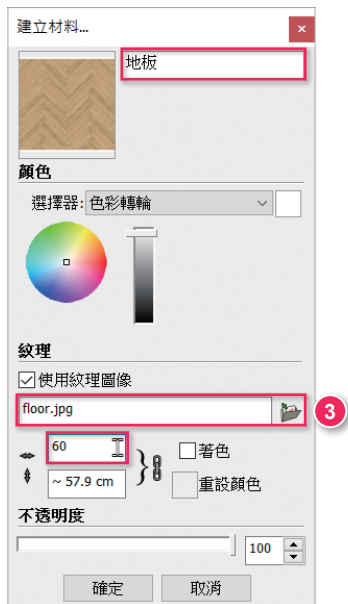 建立材料...
地板
顏色
選擇器: 色彩轉輪
紋理
使用紋理圖像
floor.jpg
3
60
著色
~ 57.9 cm
重設顏色
不透明度
100
確定
取消